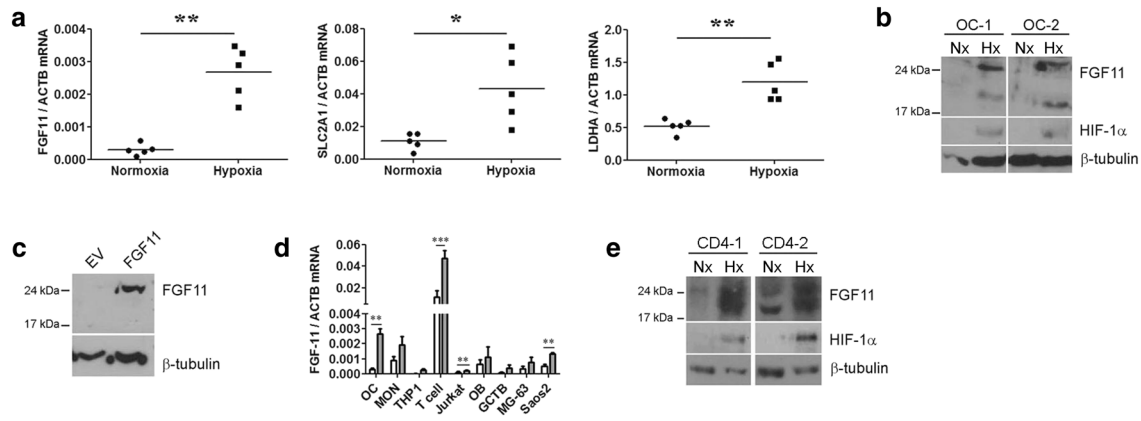 a
FGF11 / ACTB mRNA
0.004
0.003
0.002
0.001
0.000
**
Normoxia
Hypoxia
SLC2A1 / ACTB mRNA
0.08
0.06
0.04
0.02
0.00
*
Normoxia
Hypoxia
LDHA / ACTB mRNA
2.0
1.5
1.0
0.5
0.0
**
Normoxia
Hypoxia
b
OC-1 OC-2
Nx Hx Nx Hx
24 kDa
17 kDa
FGF11
HIF-1α
β-tubulin
c
EV
FGF11
24 kDa
17 kDa
FGF11
β-tubulin
d
FGF-11 / ACTB mRNA
0.06
0.04
0.02
0.003
0.002
0.001
0.000
**
***
**
**
OC
MON
THP1
T cell
Jurkat
OB
GCTB
MG-63
Saos2
e
CD4-1 CD4-2
Nx Hx Nx Hx
24 kDa
17 kDa
FGF11
HIF-1α
β-tubulin